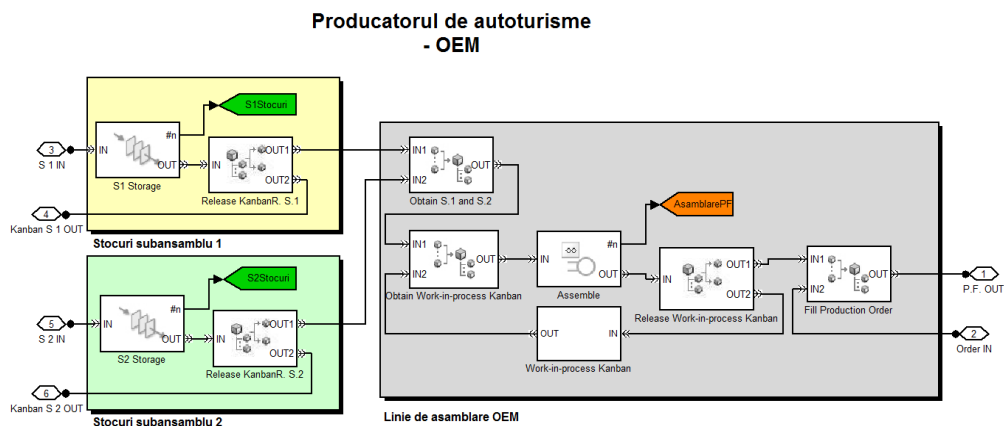 Producatorul de autoturisme
- OEM
S1Stocuri
3
S 1 IN
IN
#n
OUT
S1 Storage
IN
OUT1
OUT2
Release KanbanR. S.1
4
Kanban S 1 OUT
Stocuri subansamblu 1
S2Stocuri
5
S 2 IN
IN
#n
OUT
S2 Storage
IN
OUT1
OUT2
Release KanbanR. S.2
6
Kanban S 2 OUT
Stocuri subansamblu 2
IN1
IN2
OUT
Obtain S.1 and S.2
AsamblarePF
IN1
IN2
OUT
Obtain Work-in-process Kanban
IN
#n
OUT
Assemble
IN
OUT1
OUT2
Release Work-in-process Kanban
IN1
IN2
OUT
Fill Production Order
1
P.F. OUT
2
Order IN
OUT
IN
Work-in-process Kanban
Linie de asamblare OEM